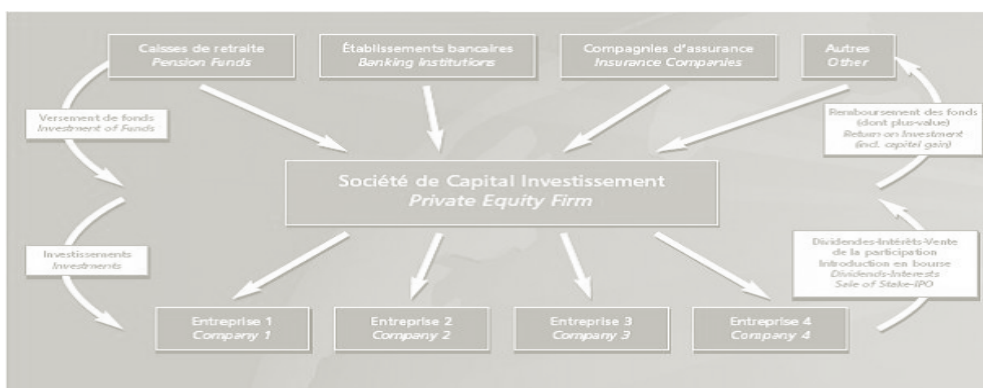 Caisses de retraite
Pension Funds
Établissements bancaires
Banking Institutions
Compagnies d'assurance
Insurance Companies
Autres
Other
Versement de fonds
Investment of Funds
Remboursement des fonds
(dont plus-value)
Return on Investment
(incl. capital gain)
Société de Capital Investissement
Private Equity Firm
Investissements
Investments
Dividendes-Intérêts-Vente
de la participation
Introduction en bourse
Dividends-Interests
Sale of Stake-IPO
Entreprise 1
Company 1
Entreprise 2
Company 2
Entreprise 3
Company 3
Entreprise 4
Company 4